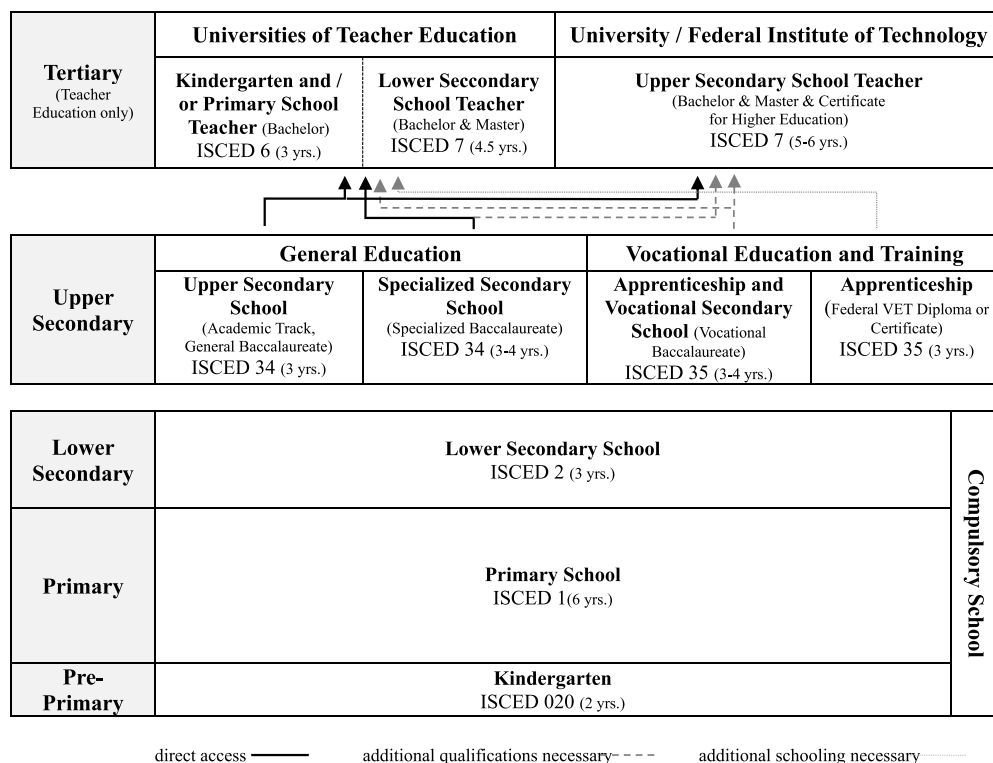 Tertiary
(Teacher
Education only)
Universities of Teacher Education
University / Federal Institute of Technology
Kindergarten and /
or Primary School
Teacher (Bachelor)
ISCED 6 (3 yrs.)
Lower Seccondary
School Teacher
(Bachelor & Master)
ISCED 7 (4.5 yrs.)
Upper Secondary School Teacher
(Bachelor & Master & Certificate
for Higher Education)
ISCED 7 (5-6 yrs.)
Upper
Secondary
General Education
Vocational Education and Training
Upper Secondary
School
(Academic Track,
General Baccalaureate)
ISCED 34 (3 yrs.)
Specialized Secondary
School
(Specialized Baccalaureate)
ISCED 34 (3-4 yrs.)
Apprenticeship and
Vocational Secondary
School (Vocational
Baccalaureate)
ISCED 35 (3-4 yrs.)
Apprenticeship
(Federal VET Diploma or
Certificate)
ISCED 35 (3 yrs.)
Lower
Secondary
Lower Secondary School
ISCED 2 (3 yrs.)
Primary
Primary School
ISCED 1(6 yrs.)
Pre-
Primary
Kindergarten
ISCED 020 (2 yrs.)
Compulsory School
direct access
additional qualifications necessary
additional schooling necessary